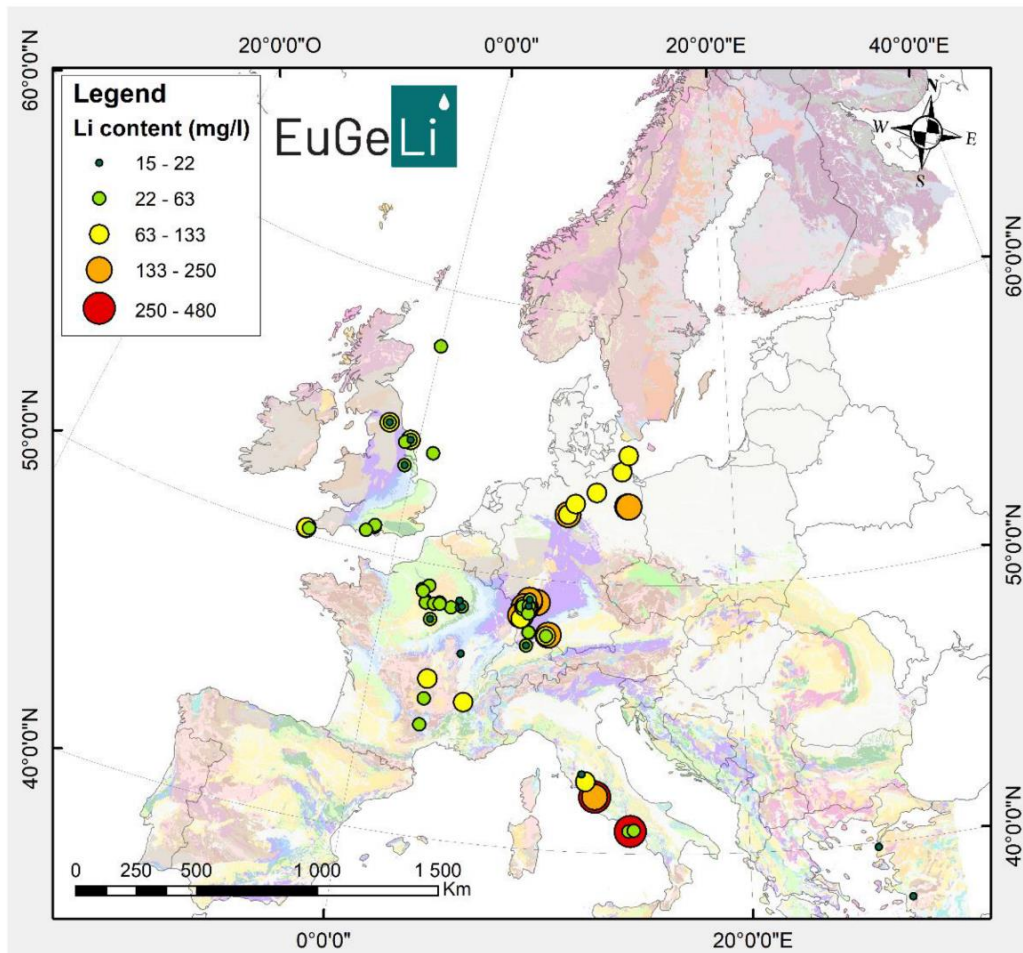 20°0'0"O 0°0'0" 20°0'0"E 40°0'0"E
60°0'0"N
50°0'0"N
40°0'0"N
Legend
Li content (mg/l)
15 - 22
22 - 63
63 - 133
133 - 250
250 - 480
EuGeLi
N
W E
S
60°0'0"N
50°0'0"N
40°0'0"N
0 250 500 1 000 1 500
Km
0°0'0" 20°0'0"E